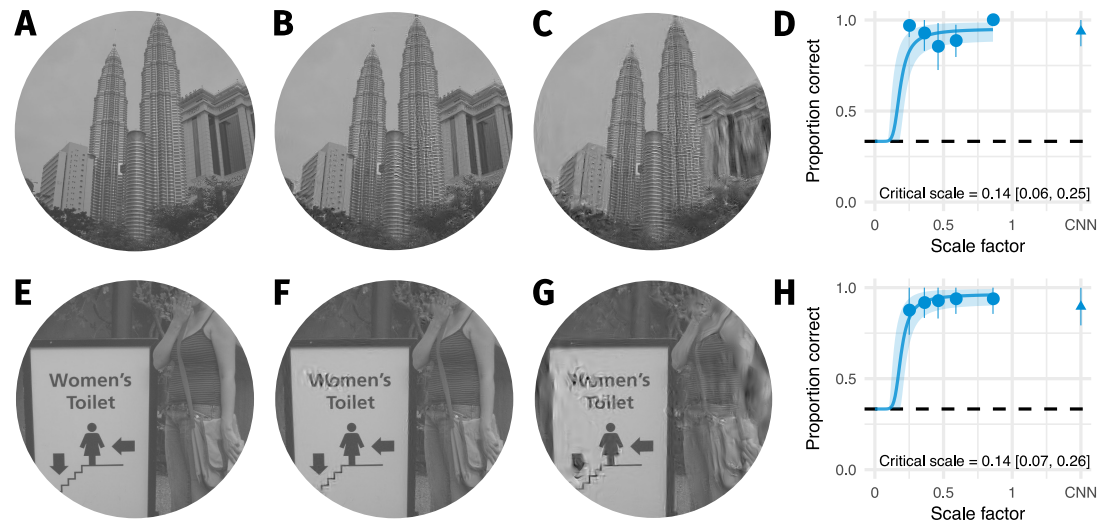 A
B
C
D
Proportion correct
1.0
0.5
0.0
Critical scale = 0.14 [0.06, 0.25]
0
0.5
1
CNN
Scale factor
E
Women's
Toilet
F
Women's
Toilet
G
Women's
Toilet
H
Proportion correct
1.0
0.5
0.0
Critical scale = 0.14 [0.07, 0.26]
0
0.5
1
CNN
Scale factor